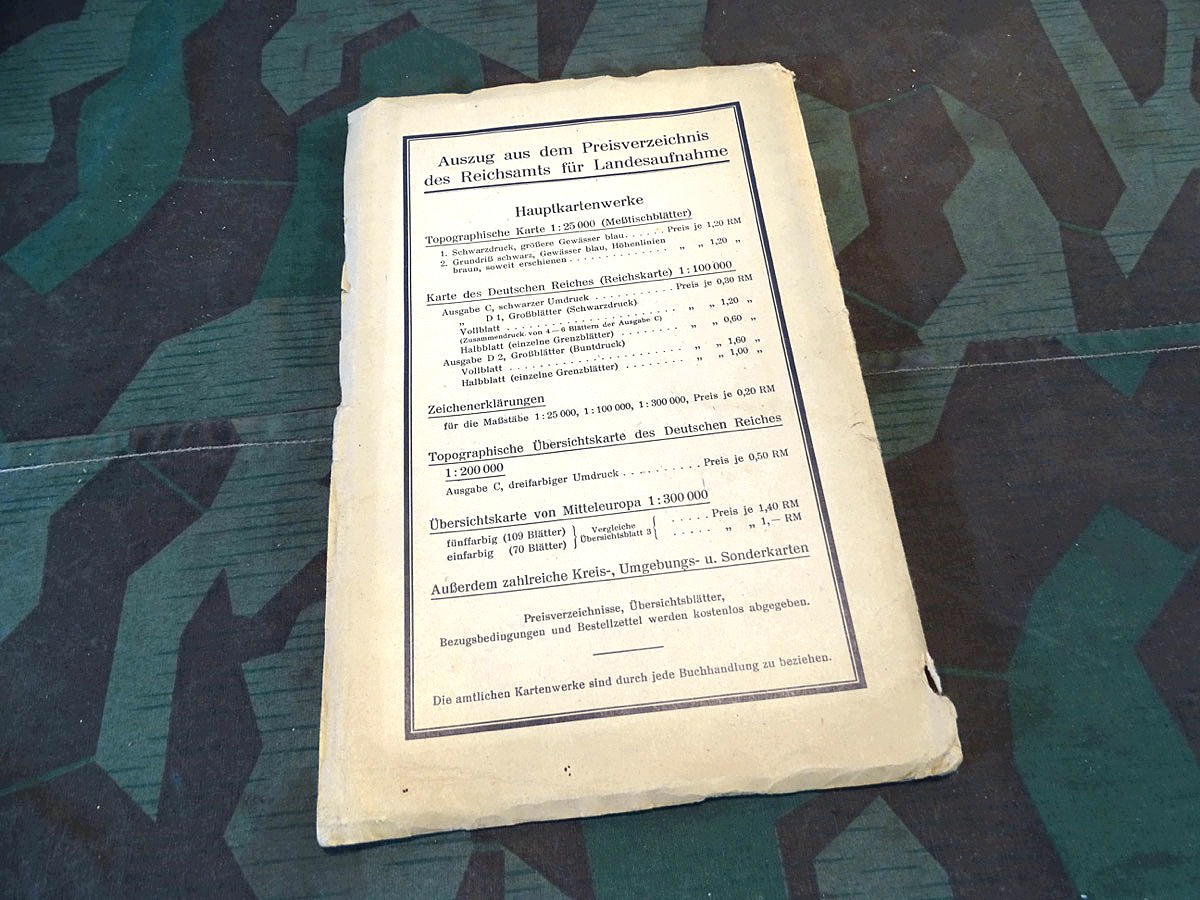 Auszug aus dem Preisverzeichnis
des Reichsamts für Landesaufnahme
Hauptkartenwerke
Topographische Karte 1 : 25 000 (Meßtischblätter)
1. Schwarzdruck, größere Gewässer blau. . . . . Preis je 1,20 RM
2. Grundriß schwarz, Gewässer blau, Höhenlinien
braun, soweit erschienen . . . . . . . . . . . . . „ „ 1,20 „
Karte des Deutschen Reiches (Reichskarte) 1 : 100 000
Ausgabe C, schwarzer Umdruck . . . . . . . . . . . Preis je 0,30 RM
„ D 1, Großblätter (Schwarzdruck)
Vollblatt . . . . . . . . . . . . . . . . . . . . . . . „ „ 1,20 „
(Zusammendruck von 4—6 Blättern der Ausgabe C)
Halbblatt (einzelne Grenzblätter) . . . . . . . . „ „ 0,60 „
Ausgabe D 2, Großblätter (Buntdruck)
Vollblatt . . . . . . . . . . . . . . . . . . . . . . . „ „ 1,60 „
Halbblatt (einzelne Grenzblätter) . . . . . . . . „ „ 1,00 „
Zeichenerklärungen
für die Maßstäbe 1 : 25 000, 1 : 100 000, 1 : 300 000, Preis je 0,20 RM
Topographische Übersichtskarte des Deutschen Reiches
1 : 200 000
Ausgabe C, dreifarbiger Umdruck . . . . . . . . . . Preis je 0,50 RM
Übersichtskarte von Mitteleuropa 1 : 300 000
fünffarbig (109 Blätter) } Vergleiche { . . . . . Preis je 1,40 RM
einfarbig (70 Blätter) } Übersichtsblatt 3 { . . . . . „ „ 1,— RM
Außerdem zahlreiche Kreis-, Umgebungs- u. Sonderkarten
Preisverzeichnisse, Übersichtsblätter,
Bezugsbedingungen und Bestellzettel werden kostenlos abgegeben.
Die amtlichen Kartenwerke sind durch jede Buchhandlung zu beziehen.